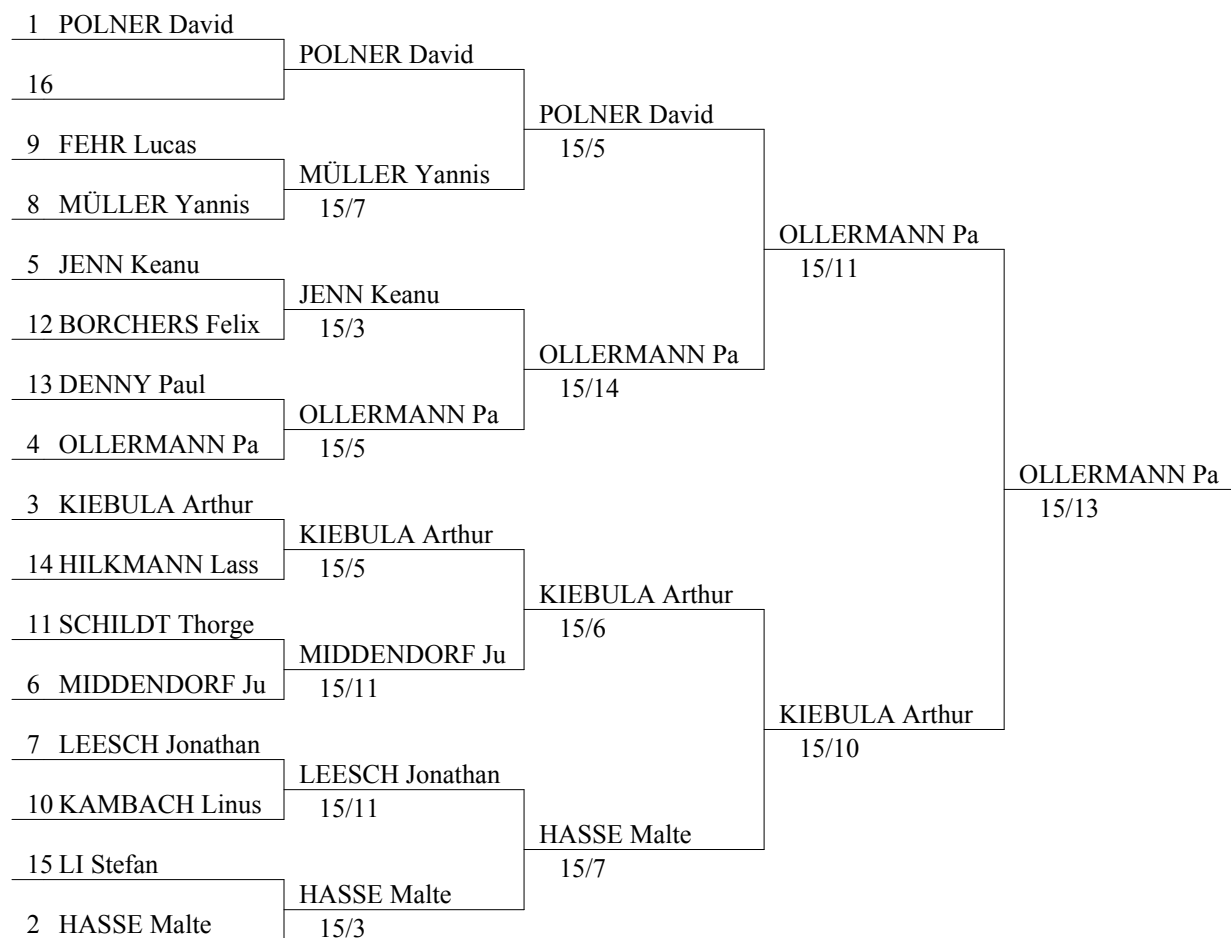 1 POLNER David
POLNER David
16
POLNER David
15/5
9 FEHR Lucas
MÜLLER Yannis
15/7
8 MÜLLER Yannis
OLLERMANN Pa
15/11
5 JENN Keanu
JENN Keanu
15/3
12 BORCHERS Felix
OLLERMANN Pa
15/14
13 DENNY Paul
OLLERMANN Pa
15/5
4 OLLERMANN Pa
OLLERMANN Pa
15/13
3 KIEBULA Arthur
KIEBULA Arthur
15/5
14 HILKMANN Lass
KIEBULA Arthur
15/6
11 SCHILDT Thorge
MIDDENDORF Ju
15/11
6 MIDDENDORF Ju
KIEBULA Arthur
15/10
7 LEESCH Jonathan
LEESCH Jonathan
15/11
10 KAMBACH Linus
HASSE Malte
15/7
15 LI Stefan
HASSE Malte
15/3
2 HASSE Malte